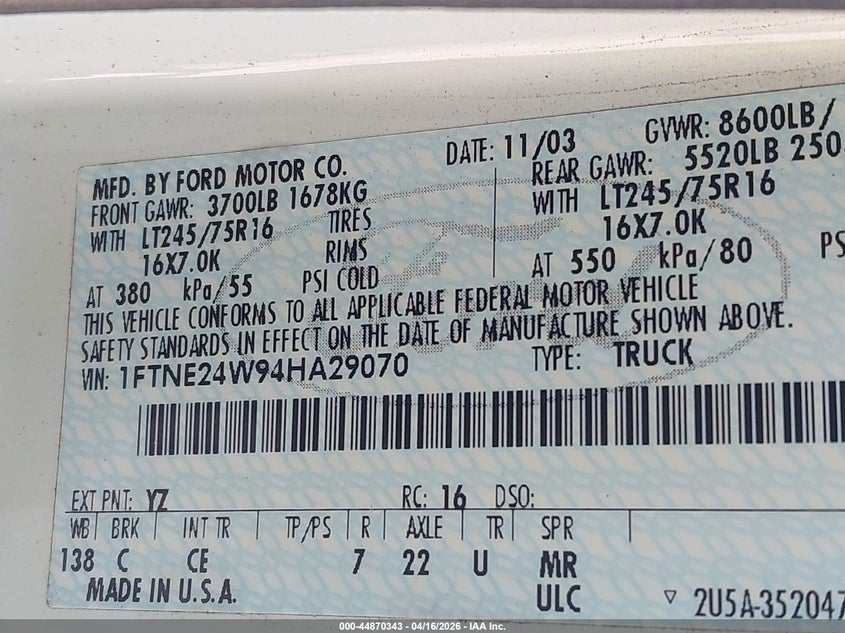 MFD. BY FORD MOTOR CO. DATE: 11/03 GVWR: 8600LB/
FRONT GAWR: 3700LB 1678KG REAR GAWR: 5520LB 250
WITH LT245/75R16 TIRES WITH LT245/75R16
16X7.0K RIMS 16X7.0K
AT 380 kPa/55 PSI COLD AT 550 kPa/80 PS
THIS VEHICLE CONFORMS TO ALL APPLICABLE FEDERAL MOTOR VEHICLE
SAFETY STANDARDS IN EFFECT ON THE DATE OF MANUFACTURE SHOWN ABOVE.
VIN: 1FTNE24W94HA29070 TYPE: TRUCK
EXT PNT: YZ RC: 16 DSO:
WB BRK INT TR TP/PS R AXLE TR SPR
138 C CE 7 22 U MR
MADE IN U.S.A. ULC
▽ 2U5A-352047
000-44870343 - 04/16/2026 - IAA Inc.